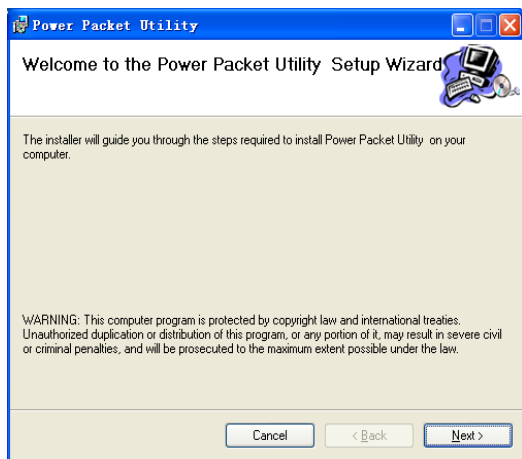 Power Packet Utility
Welcome to the Power Packet Utility Setup Wizard
The installer will guide you through the steps required to install Power Packet Utility on your
computer.
WARNING: This computer program is protected by copyright law and international treaties.
Unauthorized duplication or distribution of this program, or any portion of it, may result in severe civil
or criminal penalties, and will be prosecuted to the maximum extent possible under the law.
Cancel
< Back
Next >